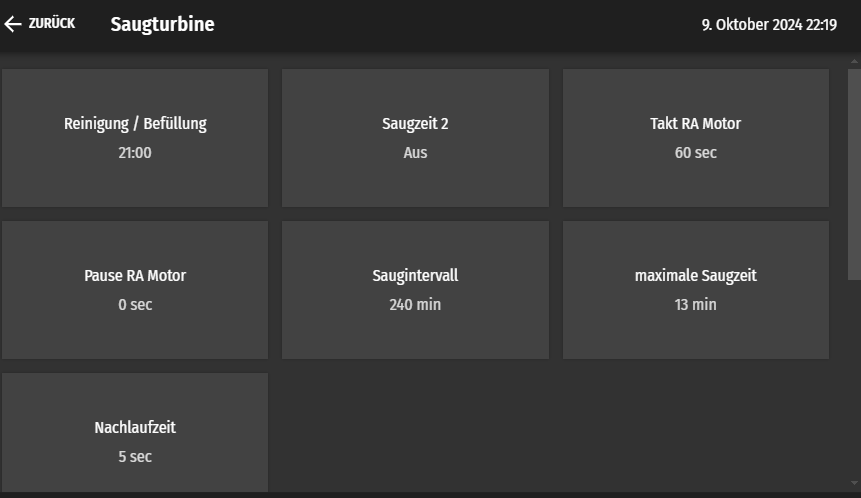 ZURÜCK Saugturbine 9. Oktober 2024 22:19
Reinigung / Befüllung
21:00
Saugzeit 2
Aus
Takt RA Motor
60 sec
Pause RA Motor
0 sec
Saugintervall
240 min
maximale Saugzeit
13 min
Nachlaufzeit
5 sec